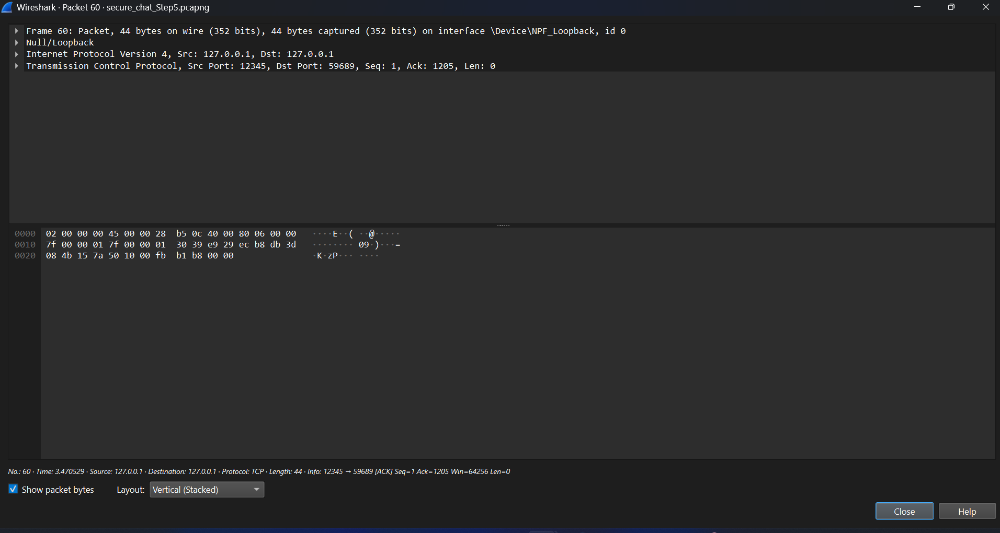 Wireshark · Packet 60 · secure_chat_Step5.pcapng
Frame 60: Packet, 44 bytes on wire (352 bits), 44 bytes captured (352 bits) on interface \Device\NPF_Loopback, id 0
Null/Loopback
Internet Protocol Version 4, Src: 127.0.0.1, Dst: 127.0.0.1
Transmission Control Protocol, Src Port: 12345, Dst Port: 59689, Seq: 1, Ack: 1205, Len: 0
0000 02 00 00 00 45 00 00 28 b5 0c 40 00 80 06 00 00 ····E··( ··@·····
0010 7f 00 00 01 7f 00 00 01 30 39 e9 29 ec b8 db 3d ········ 09·)···=
0020 08 4b 15 7a 50 10 00 fb b1 b8 00 00 ·K·zP··· ····
No.: 60 · Time: 3.470529 · Source: 127.0.0.1 · Destination: 127.0.0.1 · Protocol: TCP · Length: 44 · Info: 12345 → 59689 [ACK] Seq=1 Ack=1205 Win=64256 Len=0
Show packet bytes Layout: Vertical (Stacked)
Close Help